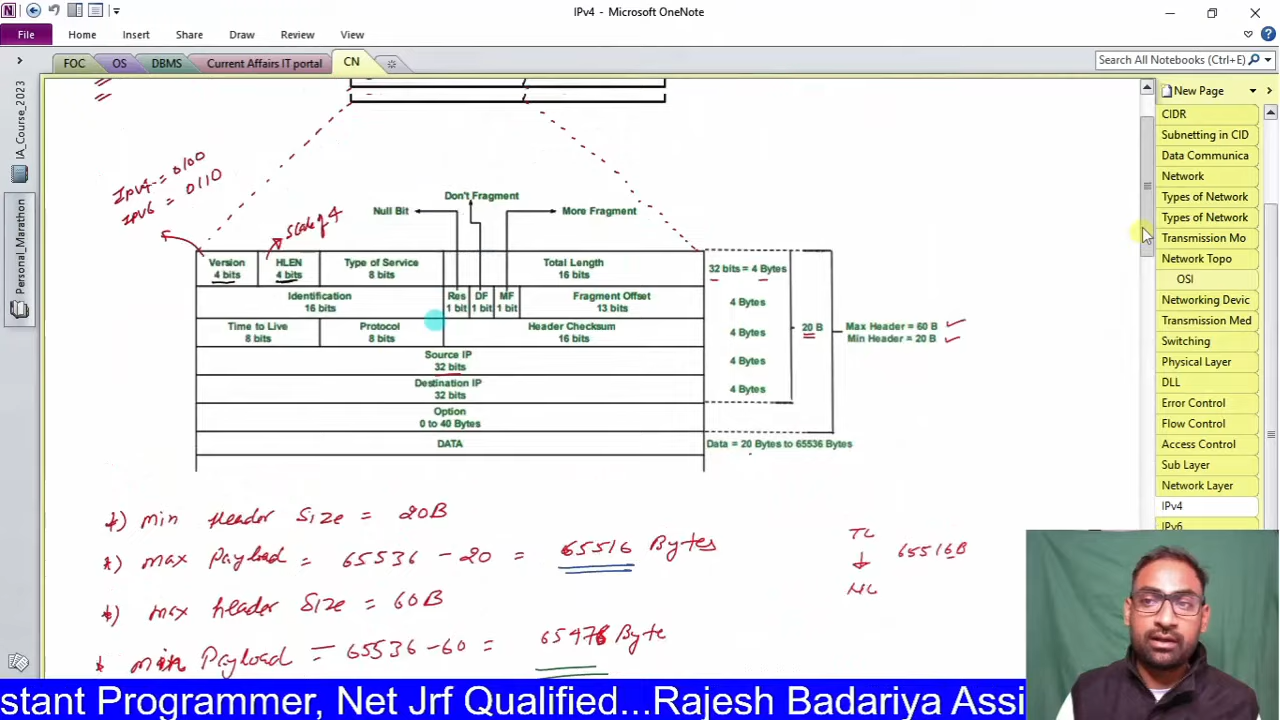 IPv4 - Microsoft OneNote
File Home Insert Share Draw Review View
FOC OS DBMS Current Affairs IT portal CN
Search All Notebooks (Ctrl+E)
IA_Course_2023
Personal_Marathon
New Page
CIDR
Subnetting in CID
Data Communica
Network
Types of Network
Types of Network
Transmission Mo
Network Topo
OSI
Networking Devic
Transmission Med
Switching
Physical Layer
DLL
Error Control
Flow Control
Access Control
Sub Layer
Network Layer
IPv4
IPv6
IPv4 = 0100
IPV6 = 0110
Scale of 4
Don't Fragment
Null Bit
More Fragment
Version
4 bits
HLEN
4 bits
Type of Service
8 bits
Total Length
16 bits
32 bits = 4 Bytes
Identification
16 bits
Res
1 bit
DF
1 bit
MF
1 bit
Fragment Offset
13 bits
4 Bytes
Time to Live
8 bits
Protocol
8 bits
Header Checksum
16 bits
4 Bytes
20 B
Max Header = 60 B
Min Header = 20 B
Source IP
32 bits
4 Bytes
Destination IP
32 bits
4 Bytes
Option
0 to 40 Bytes
DATA
Data = 20 Bytes to 65536 Bytes
*) min Header Size = 20B
*) max Payload = 65536 - 20 = 65516 Bytes
*) max header Size = 60B
* min Payload = 65536 - 60 = 65476 Byte
65516B
stant Programmer, Net Jrf Qualified...Rajesh Badariya Assi